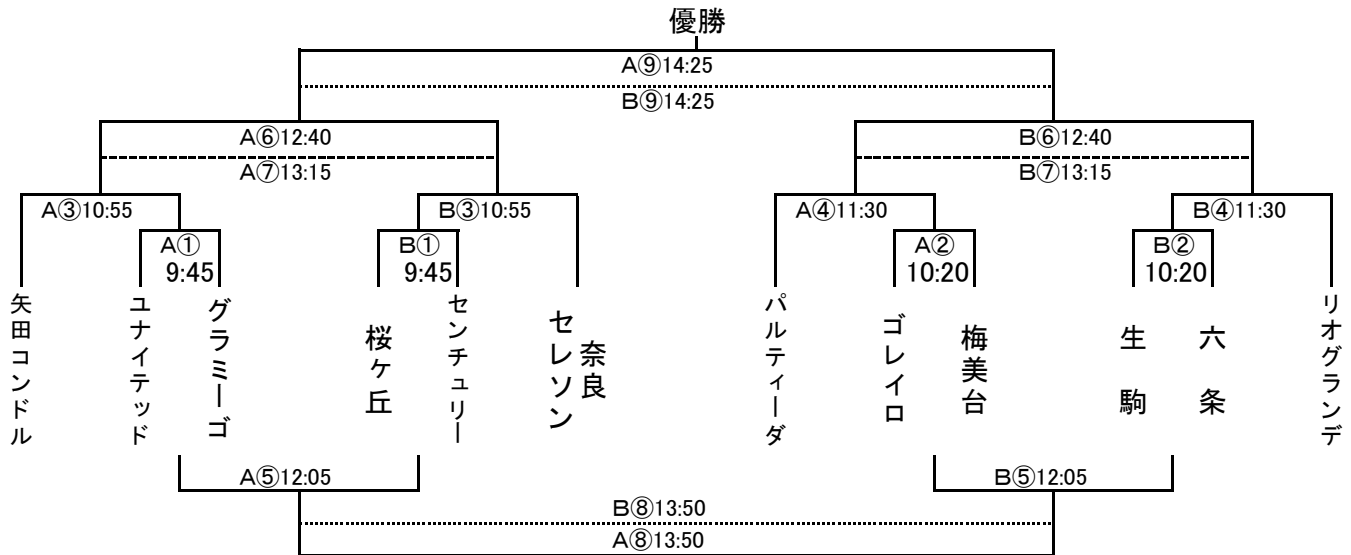 優勝
A⑨14:25
B⑨14:25
A⑥12:40
B⑥12:40
A⑦13:15
B⑦13:15
A③10:55
B③10:55
A④11:30
B④11:30
A①
9:45
B①
9:45
A②
10:20
B②
10:20
矢田コンドル
ユナイテッド
グラミーゴ
桜ヶ丘
センチュリー
奈良
セレソン
パルティーダ
ゴレイロ
梅美台
生駒
六条
リオグランデ
A⑤12:05
B⑤12:05
B⑧13:50
A⑧13:50